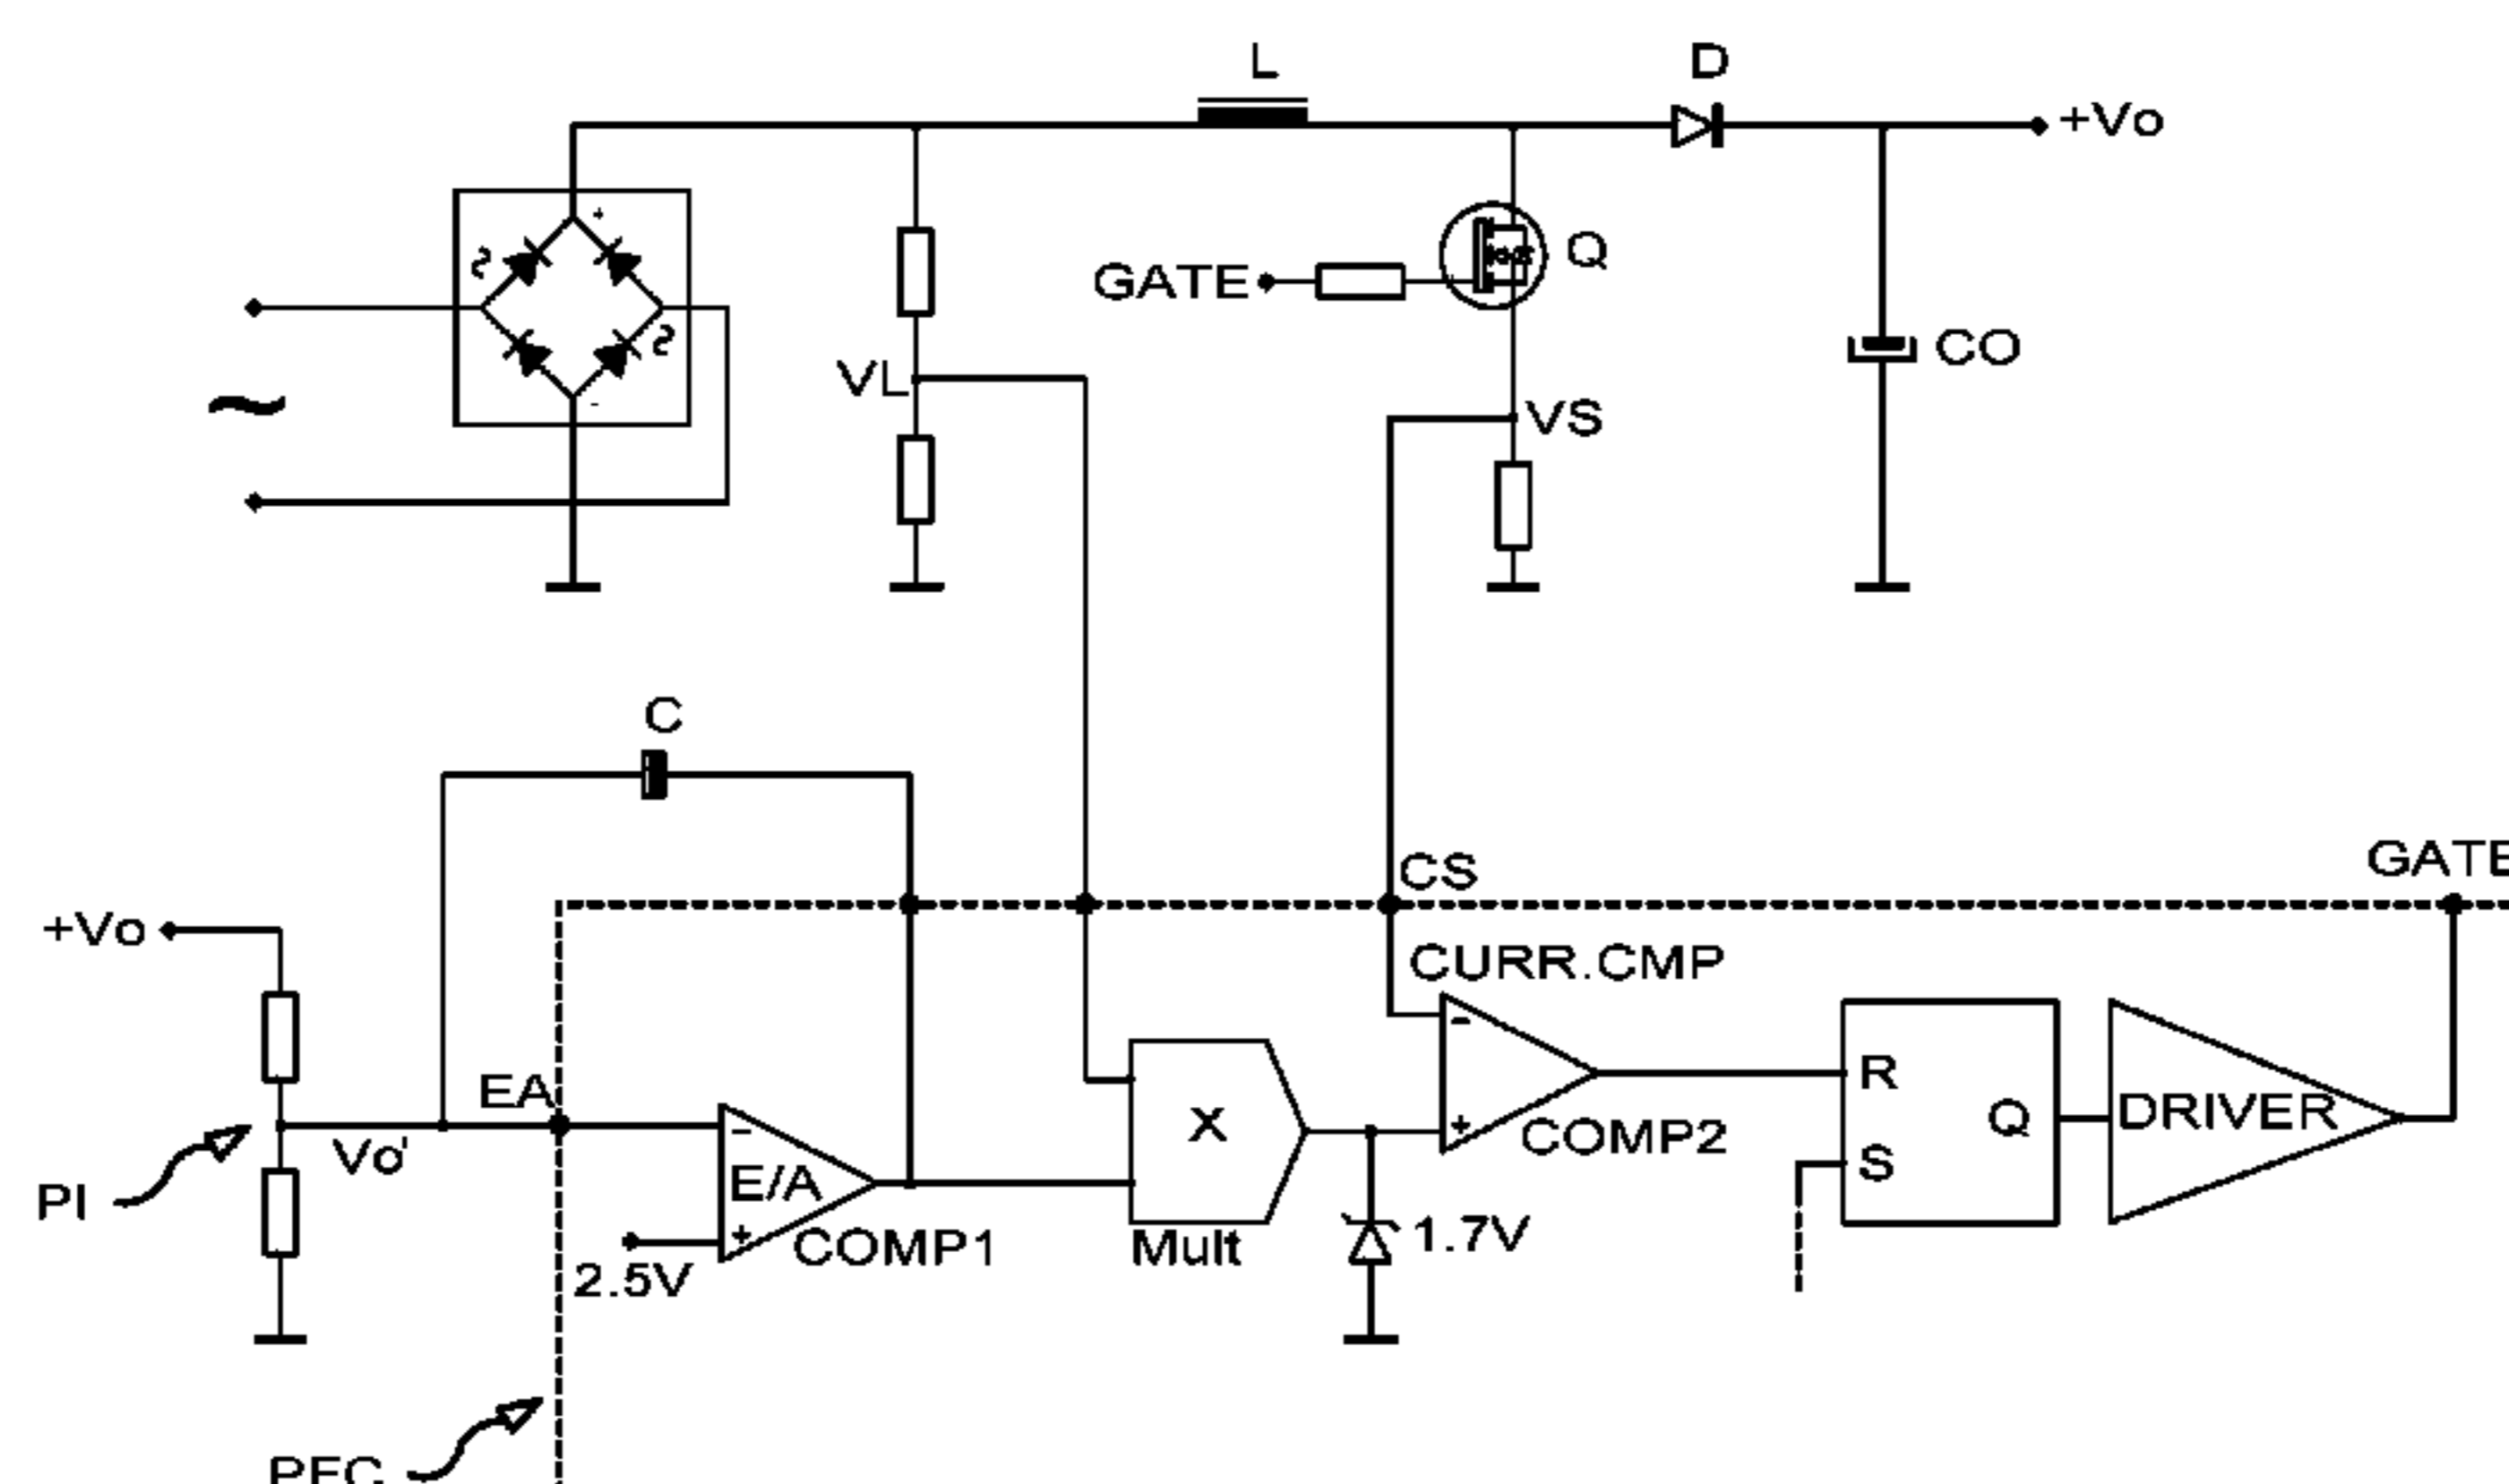 L
D
+Vo
+
~
GATE
Q
VL
~
CO
-
~
VS
C
CS
GATE
+Vo
CURR.CMP
-
EA
R
DRIVER
Q
X
-
+
COMP2
Vo'
S
E/A
PI
+
COMP1
1.7V
Mult
2.5V
PFC